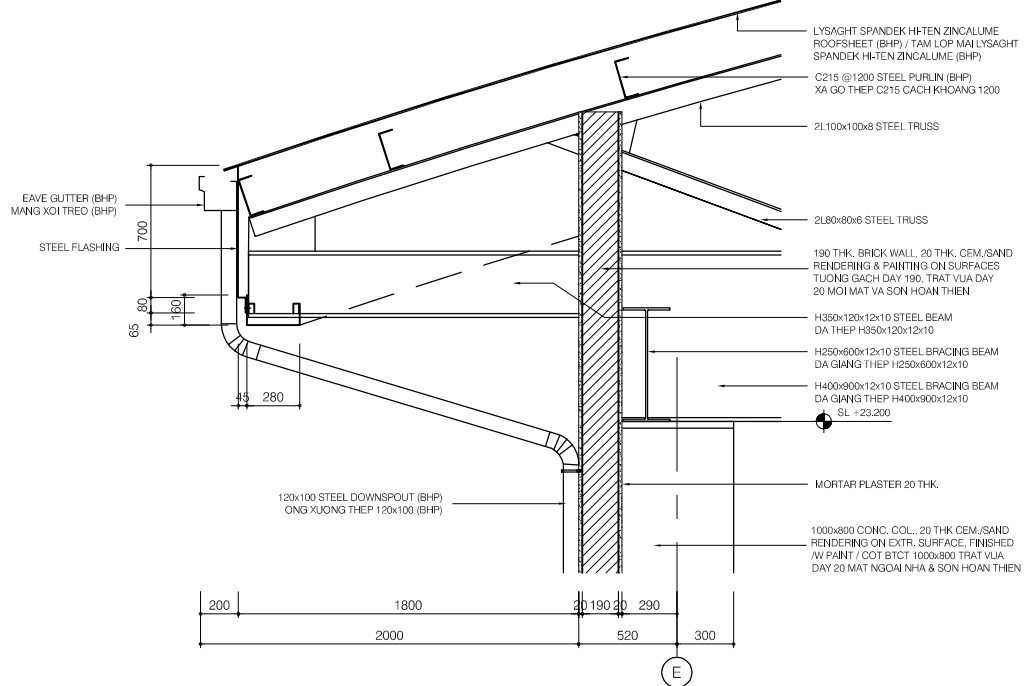 LYSAGHT SPANDEK HI-TEN ZINCALUME
ROOFSHEET (BHP) / TAM LOP MAI LYSAGHT
SPANDEK HI-TEN ZINCALUME (BHP)
C215 @1200 STEEL PURLIN (BHP)
XA GO THEP C215 CACH KHOANG 1200
2L100x100x8 STEEL TRUSS
EAVE GUTTER (BHP)
MANG XOI TREO (BHP)
STEEL FLASHING
700
80
160
65
45
280
2L80x80x6 STEEL TRUSS
190 THK. BRICK WALL, 20 THK. CEM./SAND
RENDERING & PAINTING ON SURFACES
TUONG GACH DAY 190, TRAT VUA DAY
20 MOI MAT VA SON HOAN THIEN
H350x120x12x10 STEEL BEAM
DA THEP H350x120x12x10
H250x600x12x10 STEEL BRACING BEAM
DA GIANG THEP H250x600x12x10
H400x900x12x10 STEEL BRACING BEAM
DA GIANG THEP H400x900x12x10
SL +23.200
120x100 STEEL DOWNSPOUT (BHP)
ONG XUONG THEP 120x100 (BHP)
MORTAR PLASTER 20 THK.
1000x800 CONC. COL., 20 THK CEM./SAND
RENDERING ON EXTR. SURFACE, FINISHED
/W PAINT / COT BTCT 1000x800 TRAT VUA
DAY 20 MAT NGOAI NHA & SON HOAN THIEN
200 1800 20 190 20 290
2000 520 300
E